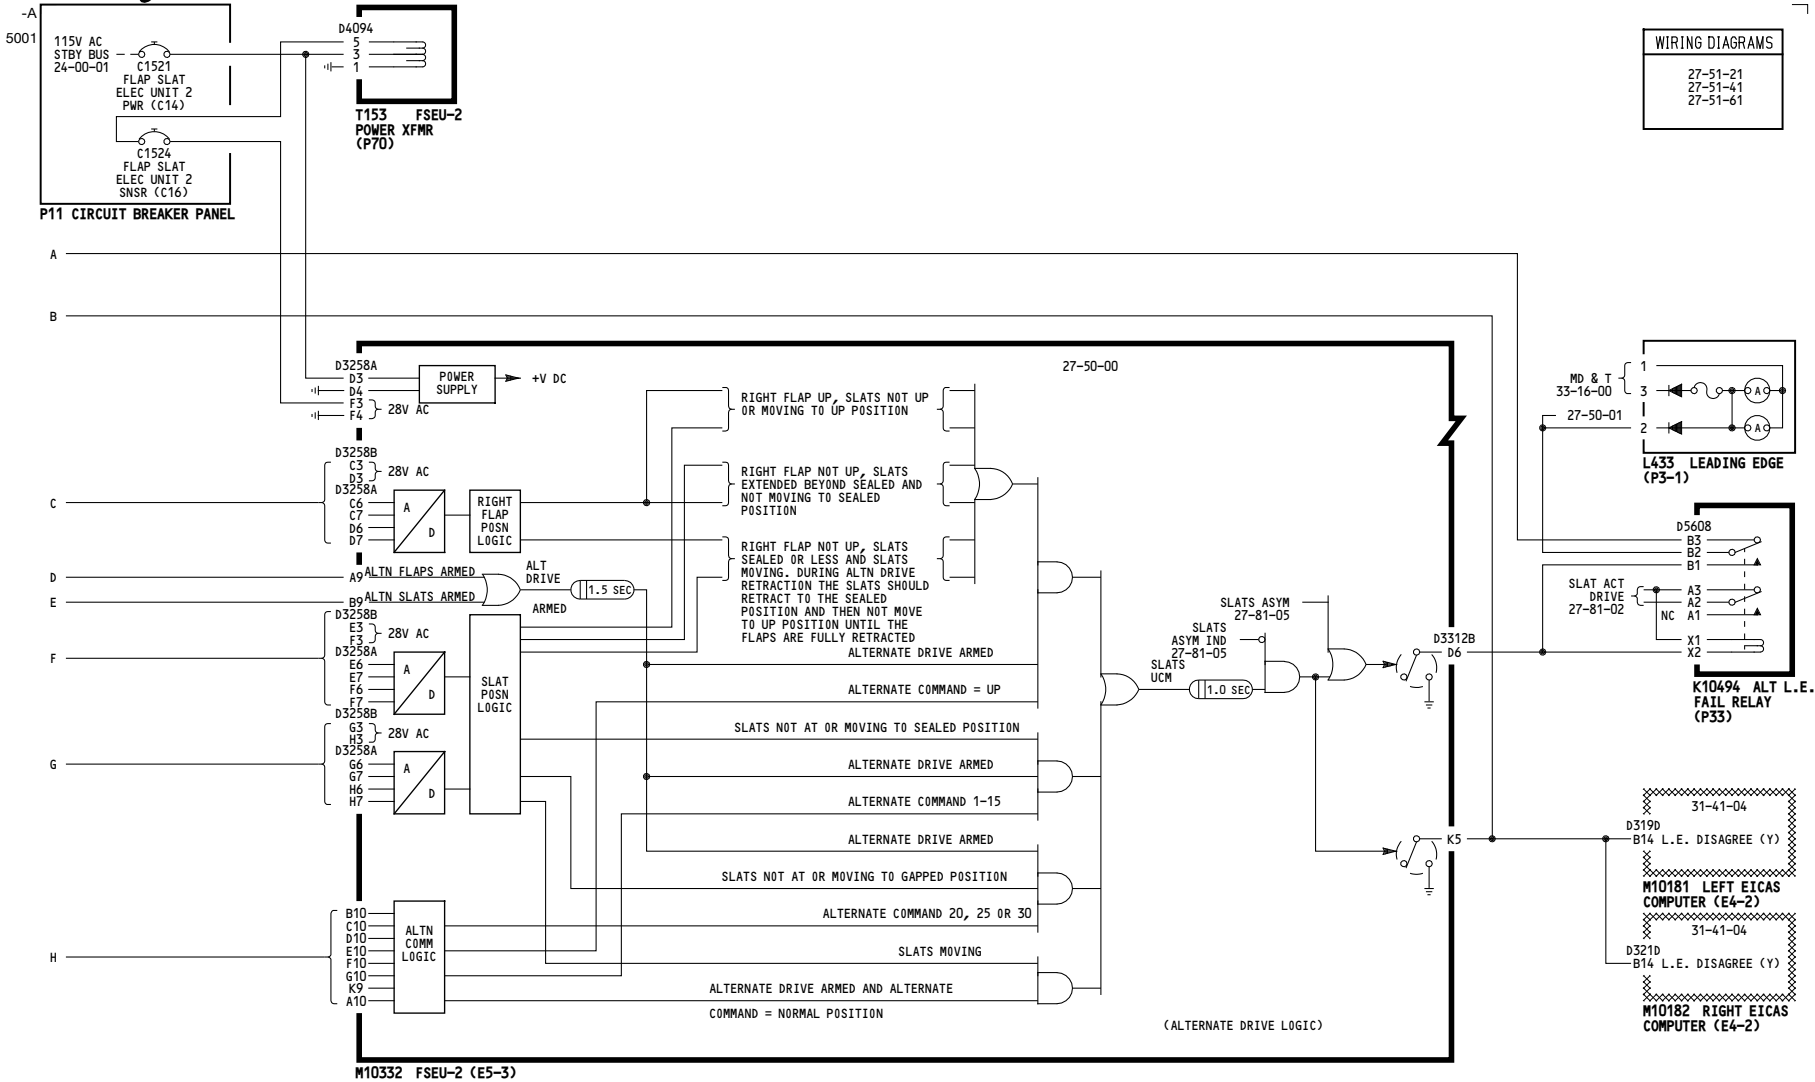 -A
5001
115V AC
STBY BUS
24-00-01
C1521
FLAP SLAT
ELEC UNIT 2
PWR (C14)
C1524
FLAP SLAT
ELEC UNIT 2
SNSR (C16)
P11 CIRCUIT BREAKER PANEL
D4094
5
3
1
T153 FSEU-2
POWER XFMR
(P70)
WIRING DIAGRAMS
27-51-21
27-51-41
27-51-61
A
B
C
D
E
F
G
H
D3258A
D3
D4
F3
F4
28V AC
POWER
SUPPLY
+V DC
27-50-00
D3258B
C3
D3
28V AC
D3258A
C6
C7
D6
D7
A
D
RIGHT
FLAP
POSN
LOGIC
A9
ALTN FLAPS ARMED
B9
ALTN SLATS ARMED
ALT
DRIVE
ARMED
1.5 SEC
D3258B
E3
F3
28V AC
D3258A
E6
E7
F6
F7
A
D
D3258B
G3
H3
28V AC
D3258A
G6
G7
H6
H7
A
D
SLAT
POSN
LOGIC
B10
C10
D10
E10
F10
G10
K9
A10
ALTN
COMM
LOGIC
RIGHT FLAP UP, SLATS NOT UP
OR MOVING TO UP POSITION
RIGHT FLAP NOT UP, SLATS
EXTENDED BEYOND SEALED AND
NOT MOVING TO SEALED
POSITION
RIGHT FLAP NOT UP, SLATS
SEALED OR LESS AND SLATS
MOVING. DURING ALTN DRIVE
RETRACTION THE SLATS SHOULD
RETRACT TO THE SEALED
POSITION AND THEN NOT MOVE
TO UP POSITION UNTIL THE
FLAPS ARE FULLY RETRACTED
ALTERNATE DRIVE ARMED
ALTERNATE COMMAND = UP
SLATS NOT AT OR MOVING TO SEALED POSITION
ALTERNATE DRIVE ARMED
ALTERNATE COMMAND 1-15
ALTERNATE DRIVE ARMED
SLATS NOT AT OR MOVING TO GAPPED POSITION
ALTERNATE COMMAND 20, 25 OR 30
SLATS MOVING
ALTERNATE DRIVE ARMED AND ALTERNATE
COMMAND = NORMAL POSITION
SLATS ASYM
27-81-05
SLATS
ASYM IND
27-81-05
SLATS
UCM
1.0 SEC
(ALTERNATE DRIVE LOGIC)
M10332 FSEU-2 (E5-3)
D3312B
D6
K5
MD & T
33-16-00
27-50-01
1
3
2
A
A
L433 LEADING EDGE
(P3-1)
D5608
B3
B2
B1
SLAT ACT
DRIVE
27-81-02
A3
A2
NC A1
X1
X2
K10494 ALT L.E.
FAIL RELAY
(P33)
31-41-04
D319D
B14 L.E. DISAGREE (Y)
M10181 LEFT EICAS
COMPUTER (E4-2)
31-41-04
D321D
B14 L.E. DISAGREE (Y)
M10182 RIGHT EICAS
COMPUTER (E4-2)